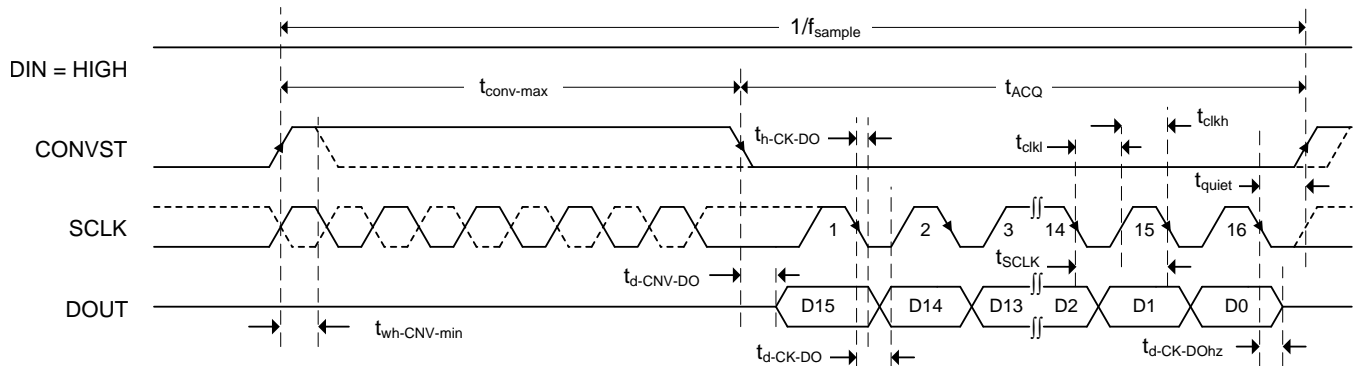 1/fsample
DIN = HIGH
tconv-max
tACQ
CONVST
th-CK-DO
tclkh
tclkl
tquiet
SCLK
1
2
3
14
15
16
tSCLK
td-CNV-DO
DOUT
D15
D14
D13
D2
D1
D0
twh-CNV-min
td-CK-DO
td-CK-DOhz